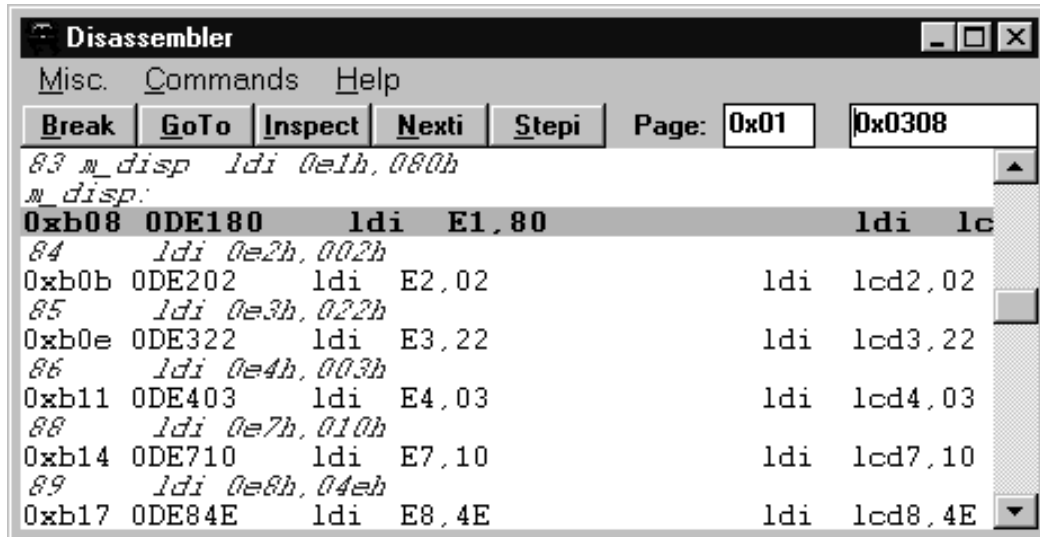 Disassembler
Misc. Commands Help
Break GoTo Inspect Nexti Stepi Page: 0x01 0x0308
83 m_disp ldi 0e1h,080h
m_disp:
0xb08 0DE180 ldi E1,80 ldi lc
84 ldi 0e2h,002h
0xb0b 0DE202 ldi E2,02 ldi lcd2,02
85 ldi 0e3h,022h
0xb0e 0DE322 ldi E3,22 ldi lcd3,22
86 ldi 0e4h,003h
0xb11 0DE403 ldi E4,03 ldi lcd4,03
88 ldi 0e7h,010h
0xb14 0DE710 ldi E7,10 ldi lcd7,10
89 ldi 0e8h,04eh
0xb17 0DE84E ldi E8,4E ldi lcd8,4E